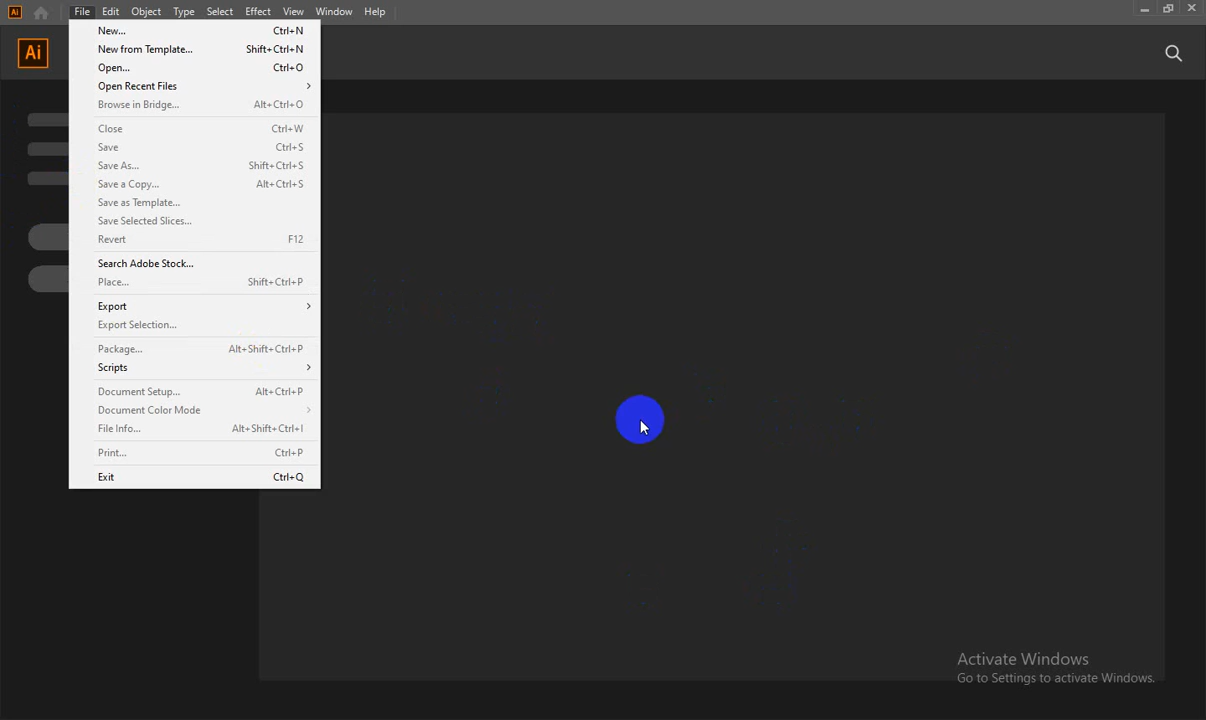 Ai File Edit Object Type Select Effect View Window Help
Ai
New... Ctrl+N
New from Template... Shift+Ctrl+N
Open... Ctrl+O
Open Recent Files
Browse in Bridge... Alt+Ctrl+O
Close Ctrl+W
Save Ctrl+S
Save As... Shift+Ctrl+S
Save a Copy... Alt+Ctrl+S
Save as Template...
Save Selected Slices...
Revert F12
Search Adobe Stock...
Place... Shift+Ctrl+P
Export
Export Selection...
Package... Alt+Shift+Ctrl+P
Scripts
Document Setup... Alt+Ctrl+P
Document Color Mode
File Info... Alt+Shift+Ctrl+I
Print... Ctrl+P
Exit Ctrl+Q
Activate Windows
Go to Settings to activate Windows.